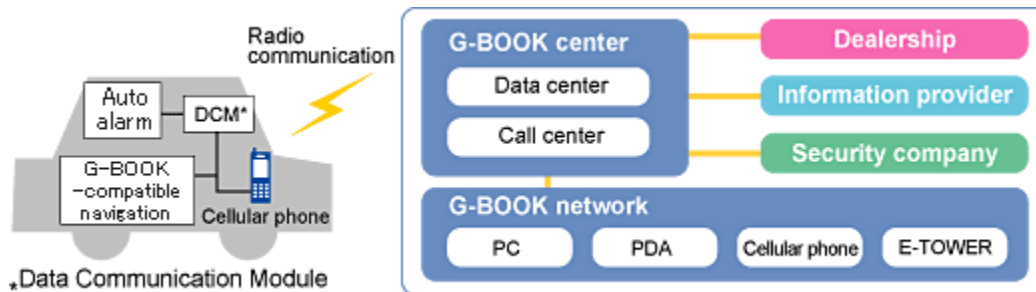 Radio
communication
Auto
alarm
DCM*
G-BOOK
-compatible
navigation
Cellular phone
*Data Communication Module
G-BOOK center
Data center
Call center
Dealership
Information provider
Security company
G-BOOK network
PC
PDA
Cellular phone
E-TOWER